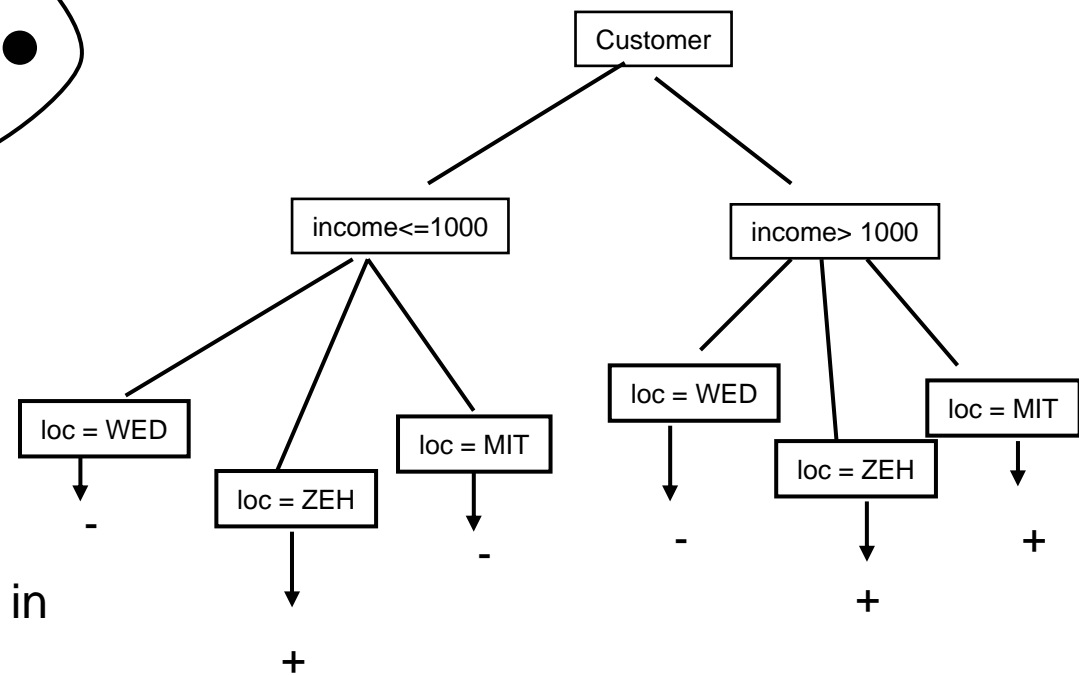 Customer
income<=1000
income> 1000
loc = WED
loc = ZEH
loc = MIT
loc = WED
loc = ZEH
loc = MIT
-
+
-
-
+
+
in